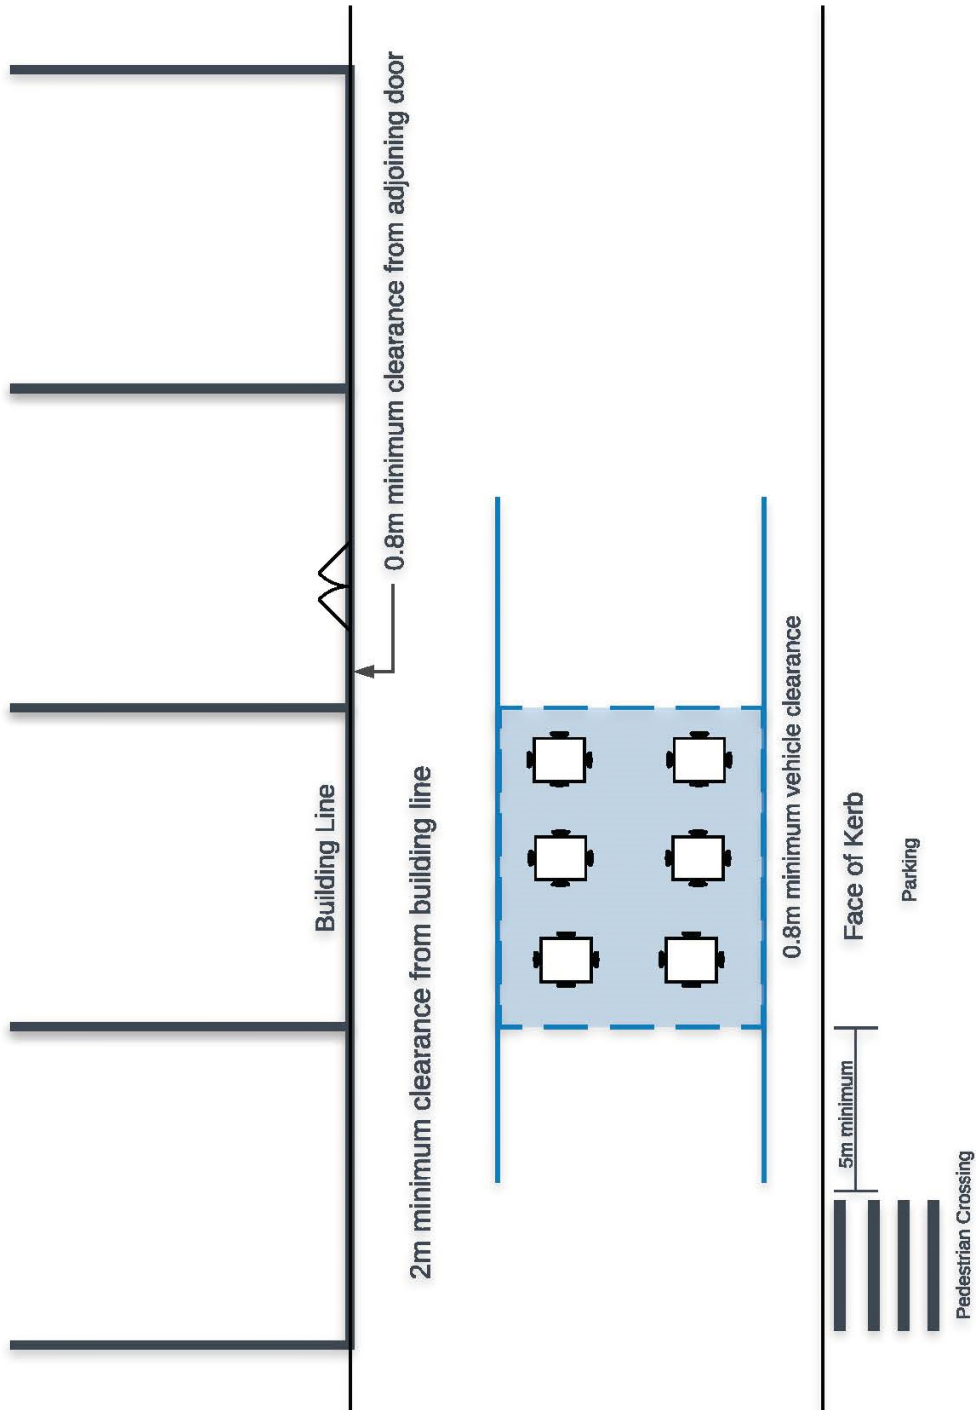 Building Line
0.8m minimum clearance from adjoining door
2m minimum clearance from building line
0.8m minimum vehicle clearance
Face of Kerb
5m minimum
Parking
Pedestrian Crossing